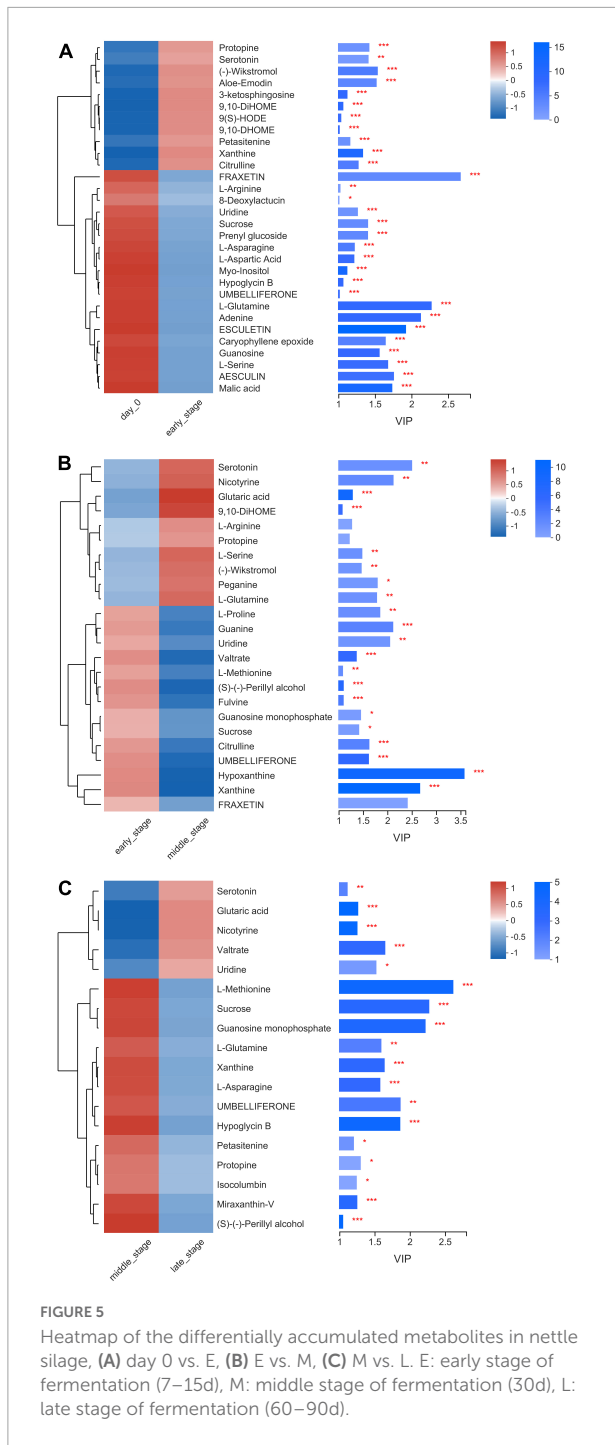 A
Protopine ***
Serotonin **
(-)-Wikstromol ***
Aloe-Emodin ***
3-ketosphingosine ***
9,10-DiHOME ***
9(S)-HODE ***
9,10-DHOME ***
Petasitenine ***
Xanthine ***
Citrulline ***
FRAXETIN ***
L-Arginine **
8-Deoxylactucin *
Uridine ***
Sucrose ***
Prenyl glucoside ***
L-Asparagine ***
L-Aspartic Acid ***
Myo-Inositol ***
Hypoglycin B ***
UMBELLIFERONE ***
L-Glutamine ***
Adenine ***
ESCULETIN ***
Caryophyllene epoxide ***
Guanosine ***
L-Serine ***
AESCULIN ***
Malic acid ***
day_0 early_stage
1 1.5 2 2.5
VIP
1
0.5
0
-0.5
-1
15
10
5
0
B
Serotonin **
Nicotyrine **
Glutaric acid ***
9,10-DiHOME ***
L-Arginine
Protopine
L-Serine **
(-)-Wikstromol **
Peganine *
L-Glutamine **
L-Proline **
Guanine ***
Uridine **
Valtrate ***
L-Methionine **
(S)-(-)-Perillyl alcohol ***
Fulvine ***
Guanosine monophosphate *
Sucrose *
Citrulline ***
UMBELLIFERONE ***
Hypoxanthine ***
Xanthine ***
FRAXETIN
early_stage middle_stage
1 1.5 2 2.5 3 3.5
VIP
1
0.5
0
-0.5
-1
10
8
6
4
2
0
C
Serotonin **
Glutaric acid ***
Nicotyrine ***
Valtrate ***
Uridine *
L-Methionine ***
Sucrose ***
Guanosine monophosphate ***
L-Glutamine **
Xanthine ***
L-Asparagine ***
UMBELLIFERONE **
Hypoglycin B ***
Petasitenine *
Protopine *
Isocolumbin *
Miraxanthin-V ***
(S)-(-)-Perillyl alcohol ***
middle_stage late_stage
1 1.5 2 2.5
VIP
1
0.5
0
-0.5
-1
5
4
3
2
1
FIGURE 5
Heatmap of the differentially accumulated metabolites in nettle
silage, (A) day 0 vs. E, (B) E vs. M, (C) M vs. L. E: early stage of
fermentation (7–15d), M: middle stage of fermentation (30d), L:
late stage of fermentation (60–90d).